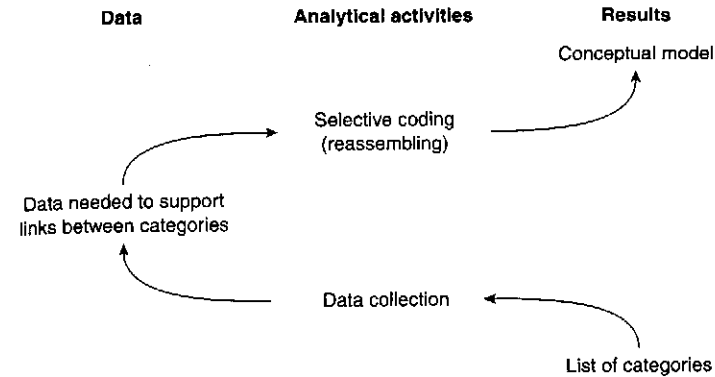 Data
Analytical activities
Results
Conceptual model
Selective coding
(reassembling)
Data needed to support
links between categories
Data collection
List of categories